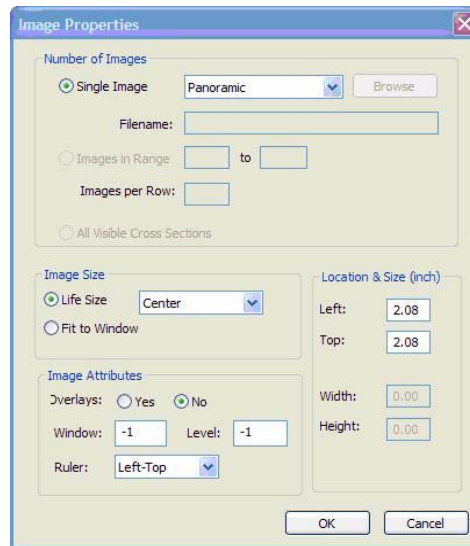 Image Properties
Number of Images
Single Image Panoramic Browse
Filename:
Images in Range to
Images per Row:
All Visible Cross Sections
Image Size
Life Size Center
Fit to Window
Location & Size (inch)
Left: 2.08
Top: 2.08
Width: 0.00
Height: 0.00
Image Attributes
Overlays: Yes No
Window: -1 Level: -1
Ruler: Left-Top
OK Cancel